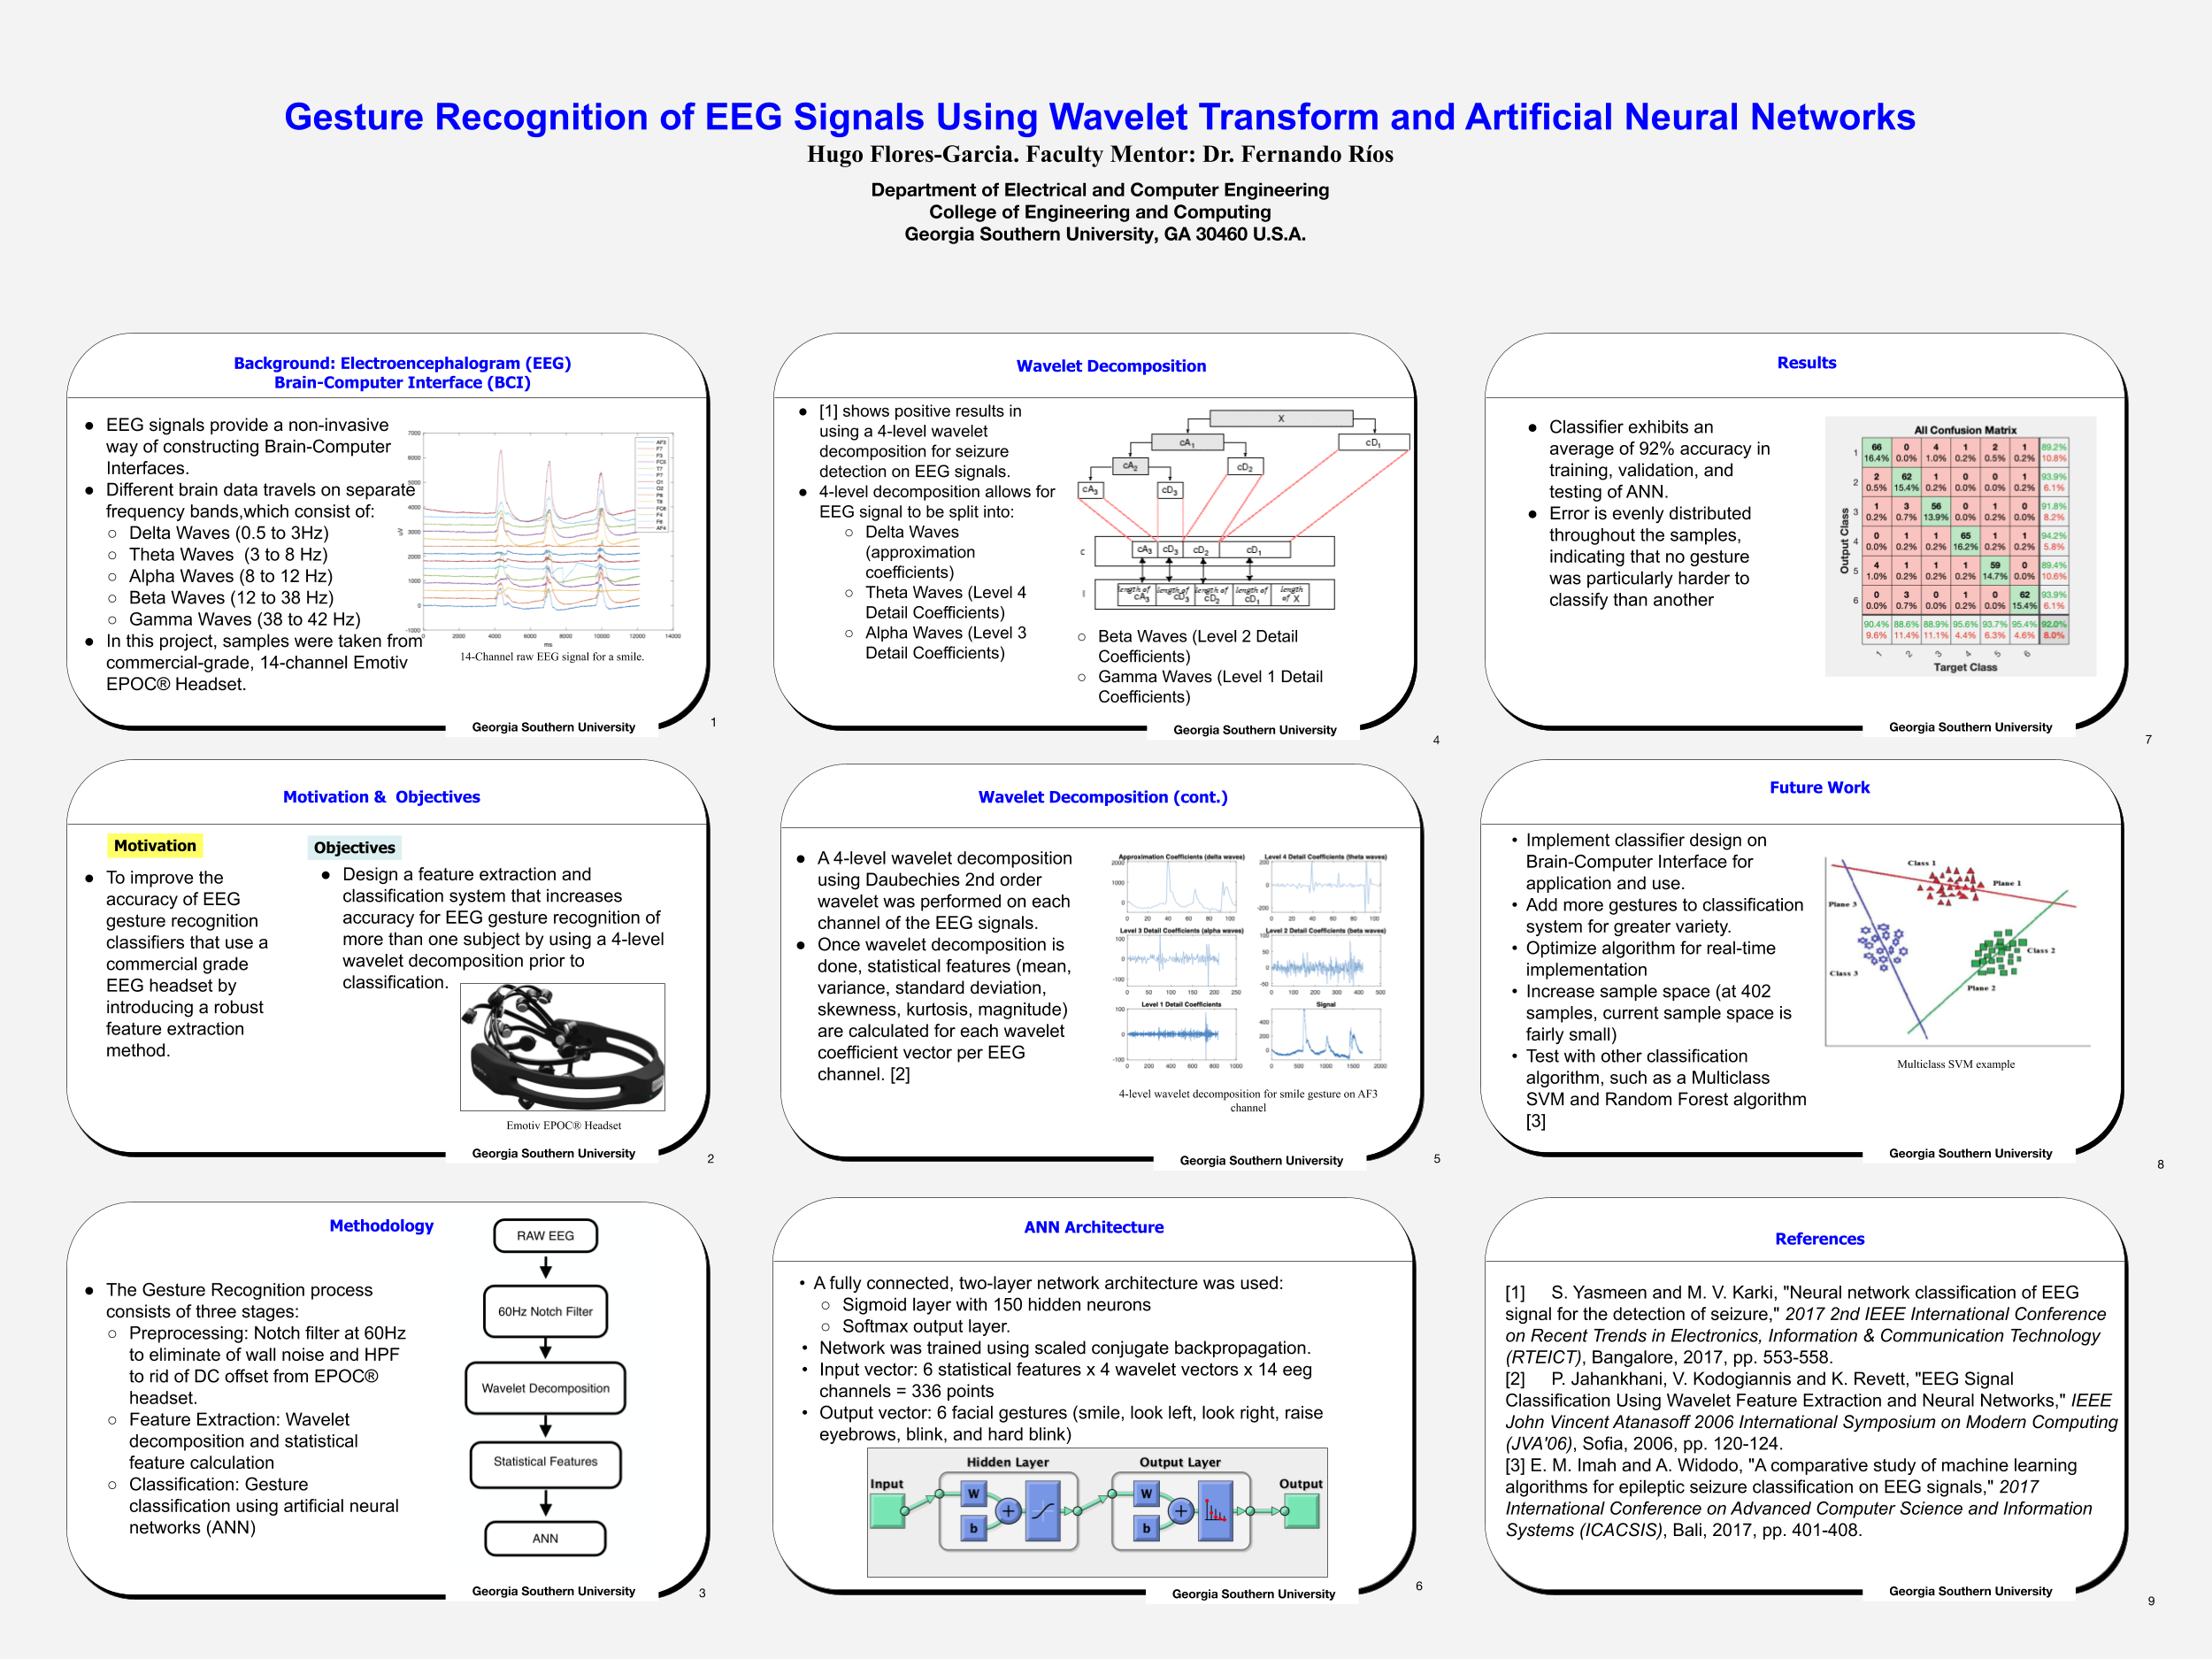 Gesture Recognition of EEG Signals Using Wavelet Transform and Artificial Neural Networks
Hugo Flores-Garcia. Faculty Mentor: Dr. Fernando Ríos
Department of Electrical and Computer Engineering
College of Engineering and Computing
Georgia Southern University, GA 30460 U.S.A.
Background: Electroencephalogram (EEG)
Brain-Computer Interface (BCI)
● EEG signals provide a non-invasive
way of constructing Brain-Computer
Interfaces.
● Different brain data travels on separate
frequency bands,which consist of:
○ Delta Waves (0.5 to 3Hz)
○ Theta Waves (3 to 8 Hz)
○ Alpha Waves (8 to 12 Hz)
○ Beta Waves (12 to 38 Hz)
○ Gamma Waves (38 to 42 Hz)
● In this project, samples were taken from
commercial-grade, 14-channel Emotiv
EPOC® Headset.
7000
6000
5000
4000
3000
2000
1000
0
-1000
uV
0 2000 4000 6000 8000 10000 12000 14000
ms
14-Channel raw EEG signal for a smile.
Georgia Southern University
1
Motivation & Objectives
Motivation
● To improve the
accuracy of EEG
gesture recognition
classifiers that use a
commercial grade
EEG headset by
introducing a robust
feature extraction
method.
Objectives
● Design a feature extraction and
classification system that increases
accuracy for EEG gesture recognition of
more than one subject by using a 4-level
wavelet decomposition prior to
classification.
Emotiv EPOC® Headset
Georgia Southern University
2
Methodology
● The Gesture Recognition process
consists of three stages:
○ Preprocessing: Notch filter at 60Hz
to eliminate of wall noise and HPF
to rid of DC offset from EPOC®
headset.
○ Feature Extraction: Wavelet
decomposition and statistical
feature calculation
○ Classification: Gesture
classification using artificial neural
networks (ANN)
RAW EEG
60Hz Notch Filter
Wavelet Decomposition
Statistical Features
ANN
Georgia Southern University
3
Wavelet Decomposition
● [1] shows positive results in
using a 4-level wavelet
decomposition for seizure
detection on EEG signals.
● 4-level decomposition allows for
EEG signal to be split into:
○ Delta Waves
(approximation
coefficients)
○ Theta Waves (Level 4
Detail Coefficients)
○ Alpha Waves (Level 3
Detail Coefficients)
X
cA1 cD1
cA2 cD2
cA3 cD3
C cA3 cD3 cD2 cD1
length of cA3 length of cD3 length of cD2 length of cD1 length of X
○ Beta Waves (Level 2 Detail
Coefficients)
○ Gamma Waves (Level 1 Detail
Coefficients)
Georgia Southern University
4
Wavelet Decomposition (cont.)
● A 4-level wavelet decomposition
using Daubechies 2nd order
wavelet was performed on each
channel of the EEG signals.
● Once wavelet decomposition is
done, statistical features (mean,
variance, standard deviation,
skewness, kurtosis, magnitude)
are calculated for each wavelet
coefficient vector per EEG
channel. [2]
Approximation Coefficients (delta waves)
Level 4 Detail Coefficients (theta waves)
Level 3 Detail Coefficients (alpha waves)
Level 2 Detail Coefficients (beta waves)
Level 1 Detail Coefficients
Signal
4-level wavelet decomposition for smile gesture on AF3
channel
Georgia Southern University
5
ANN Architecture
• A fully connected, two-layer network architecture was used:
○ Sigmoid layer with 150 hidden neurons
○ Softmax output layer.
• Network was trained using scaled conjugate backpropagation.
• Input vector: 6 statistical features x 4 wavelet vectors x 14 eeg
channels = 336 points
• Output vector: 6 facial gestures (smile, look left, look right, raise
eyebrows, blink, and hard blink)
Hidden Layer Output Layer
Input Output
W W
+ +
b b
Georgia Southern University
6
Results
● Classifier exhibits an
average of 92% accuracy in
training, validation, and
testing of ANN.
● Error is evenly distributed
throughout the samples,
indicating that no gesture
was particularly harder to
classify than another
All Confusion Matrix
Output Class
1 66 0 4 1 2 1 89.2%
16.4% 0.0% 1.0% 0.2% 0.5% 0.2% 10.8%
2 2 62 1 0 0 1 93.9%
0.5% 15.4% 0.2% 0.0% 0.0% 0.2% 6.1%
3 1 3 56 0 1 0 91.8%
0.2% 0.7% 13.9% 0.0% 0.2% 0.0% 8.2%
4 0 1 1 65 1 1 94.2%
0.0% 0.2% 0.2% 16.2% 0.2% 0.2% 5.8%
5 4 1 1 1 59 0 89.4%
1.0% 0.2% 0.2% 0.2% 14.7% 0.0% 10.6%
6 0 3 0 1 0 62 93.9%
0.0% 0.7% 0.0% 0.2% 0.0% 15.4% 6.1%
90.4% 88.6% 88.9% 95.6% 93.7% 95.4% 92.0%
9.6% 11.4% 11.1% 4.4% 6.3% 4.6% 8.0%
1 2 3 4 5 6
Target Class
Georgia Southern University
7
Future Work
• Implement classifier design on
Brain-Computer Interface for
application and use.
• Add more gestures to classification
system for greater variety.
• Optimize algorithm for real-time
implementation
• Increase sample space (at 402
samples, current sample space is
fairly small)
• Test with other classification
algorithm, such as a Multiclass
SVM and Random Forest algorithm
[3]
Class 1
Plane 1
Plane 3
Class 2
Class 3
Plane 2
Multiclass SVM example
Georgia Southern University
8
References
[1] S. Yasmeen and M. V. Karki, "Neural network classification of EEG
signal for the detection of seizure," 2017 2nd IEEE International Conference
on Recent Trends in Electronics, Information & Communication Technology
(RTEICT), Bangalore, 2017, pp. 553-558.
[2] P. Jahankhani, V. Kodogiannis and K. Revett, "EEG Signal
Classification Using Wavelet Feature Extraction and Neural Networks," IEEE
John Vincent Atanasoff 2006 International Symposium on Modern Computing
(JVA'06), Sofia, 2006, pp. 120-124.
[3] E. M. Imah and A. Widodo, "A comparative study of machine learning
algorithms for epileptic seizure classification on EEG signals," 2017
International Conference on Advanced Computer Science and Information
Systems (ICACSIS), Bali, 2017, pp. 401-408.
Georgia Southern University
9